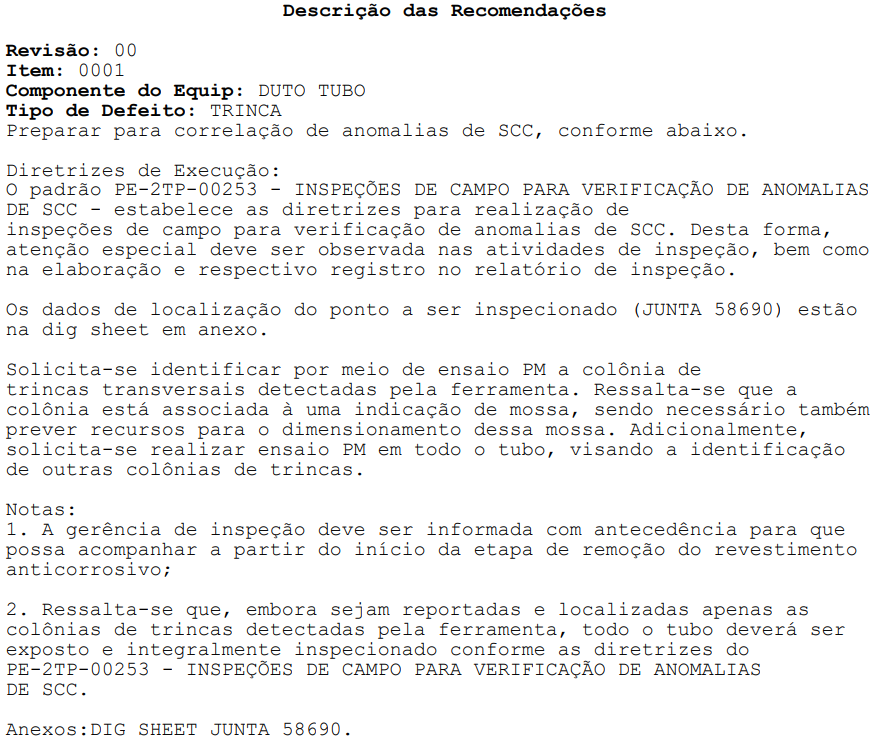 Descrição das Recomendações
Revisão: 00
Item: 0001
Componente do Equip: DUTO TUBO
Tipo de Defeito: TRINCA
Preparar para correlação de anomalias de SCC, conforme abaixo.
Diretrizes de Execução:
O padrão PE-2TP-00253 - INSPEÇÕES DE CAMPO PARA VERIFICAÇÃO DE ANOMALIAS
DE SCC - estabelece as diretrizes para realização de
inspeções de campo para verificação de anomalias de SCC. Desta forma,
atenção especial deve ser observada nas atividades de inspeção, bem como
na elaboração e respectivo registro no relatório de inspeção.
Os dados de localização do ponto a ser inspecionado (JUNTA 58690) estão
na dig sheet em anexo.
Solicita-se identificar por meio de ensaio PM a colônia de
trincas transversais detectadas pela ferramenta. Ressalta-se que a
colônia está associada à uma indicação de mossa, sendo necessário também
prever recursos para o dimensionamento dessa mossa. Adicionalmente,
solicita-se realizar ensaio PM em todo o tubo, visando a identificação
de outras colônias de trincas.
Notas:
1. A gerência de inspeção deve ser informada com antecedência para que
possa acompanhar a partir do início da etapa de remoção do revestimento
anticorrosivo;
2. Ressalta-se que, embora sejam reportadas e localizadas apenas as
colônias de trincas detectadas pela ferramenta, todo o tubo deverá ser
exposto e integralmente inspecionado conforme as diretrizes do
PE-2TP-00253 - INSPEÇÕES DE CAMPO PARA VERIFICAÇÃO DE ANOMALIAS
DE SCC.
Anexos:DIG SHEET JUNTA 58690.